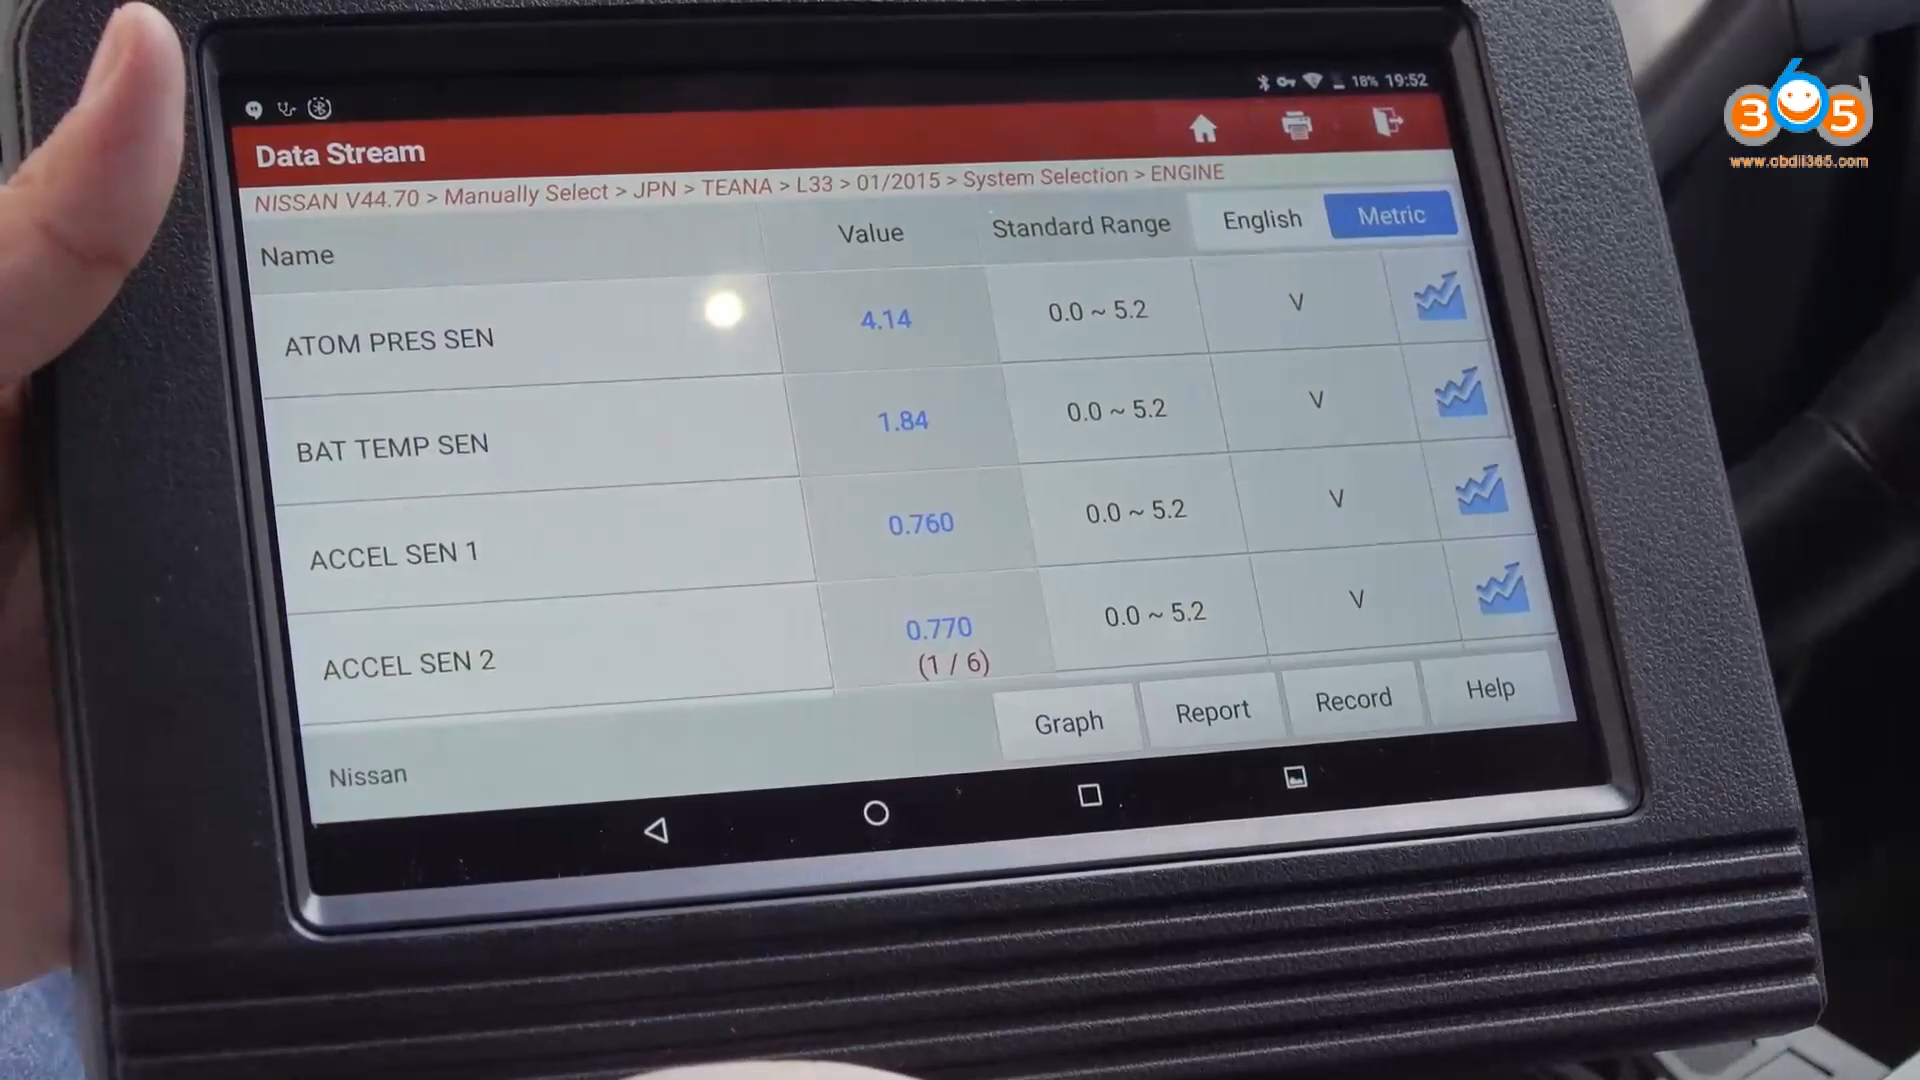 18% 19:52
365d
www.obdii365.com
Data Stream
NISSAN V44.70 > Manually Select > JPN > TEANA > L33 > 01/2015 > System Selection > ENGINE
Name Value Standard Range English Metric
ATOM PRES SEN 4.14 0.0 ~ 5.2 V
BAT TEMP SEN 1.84 0.0 ~ 5.2 V
ACCEL SEN 1 0.760 0.0 ~ 5.2 V
ACCEL SEN 2 0.770 0.0 ~ 5.2 V
(1 / 6)
Graph Report Record Help
Nissan